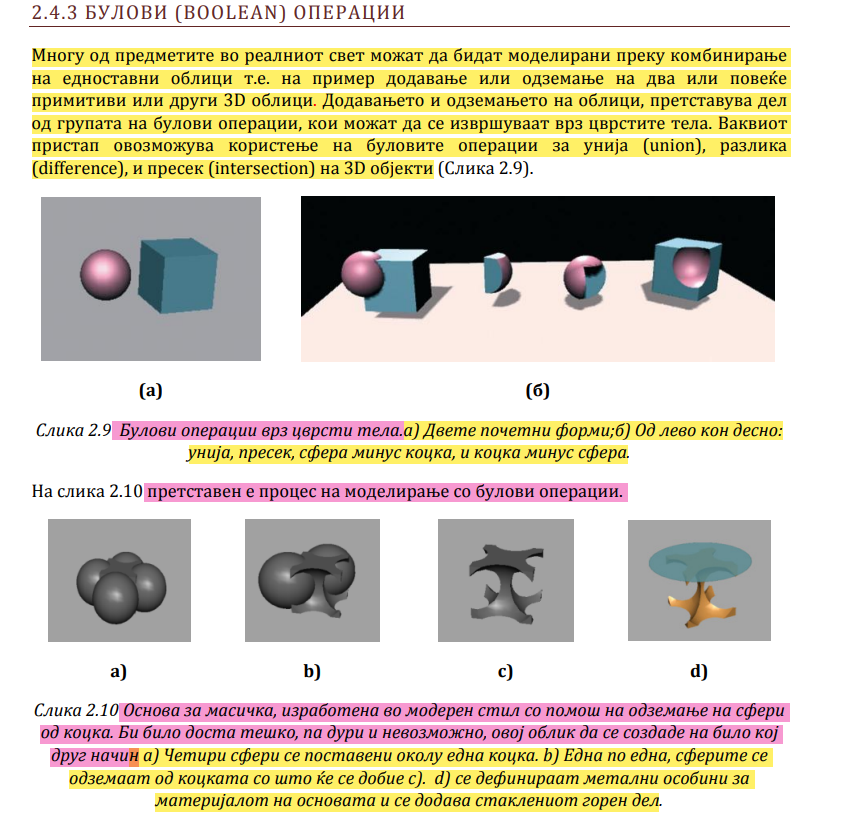 2.4.3 БУЛОВИ (BOOLEAN) ОПЕРАЦИИ
Многу од предметите во реалниот свет можат да бидат моделирани преку комбинирање
на едноставни облици т.е. на пример додавање или одземање на два или повеќе
примитиви или други 3D облици. Додавањето и одземањето на облици, претставува дел
од групата на булови операции, кои можат да се извршуваат врз цврстите тела. Ваквиот
пристап овозможува користење на буловите операции за унија (union), разлика
(difference), и пресек (intersection) на 3D објекти (Слика 2.9).
(а) (б)
Слика 2.9 Булови операции врз цврсти тела.а) Двете почетни форми;б) Од лево кон десно:
унија, пресек, сфера минус коцка, и коцка минус сфера.
На слика 2.10 претставен е процес на моделирање со булови операции.
a) b) c) d)
Слика 2.10 Основа за масичка, изработена во модерен стил со помош на одземање на сфери
од коцка. Би било доста тешко, па дури и невозможно, овој облик да се создаде на било кој
друг начин а) Четири сфери се поставени околу една коцка. b) Една по една, сферите се
одземаат од коцката со што ќе се добие c). d) се дефинираат метални особини за
материјалот на основата и се додава стаклениот горен дел.